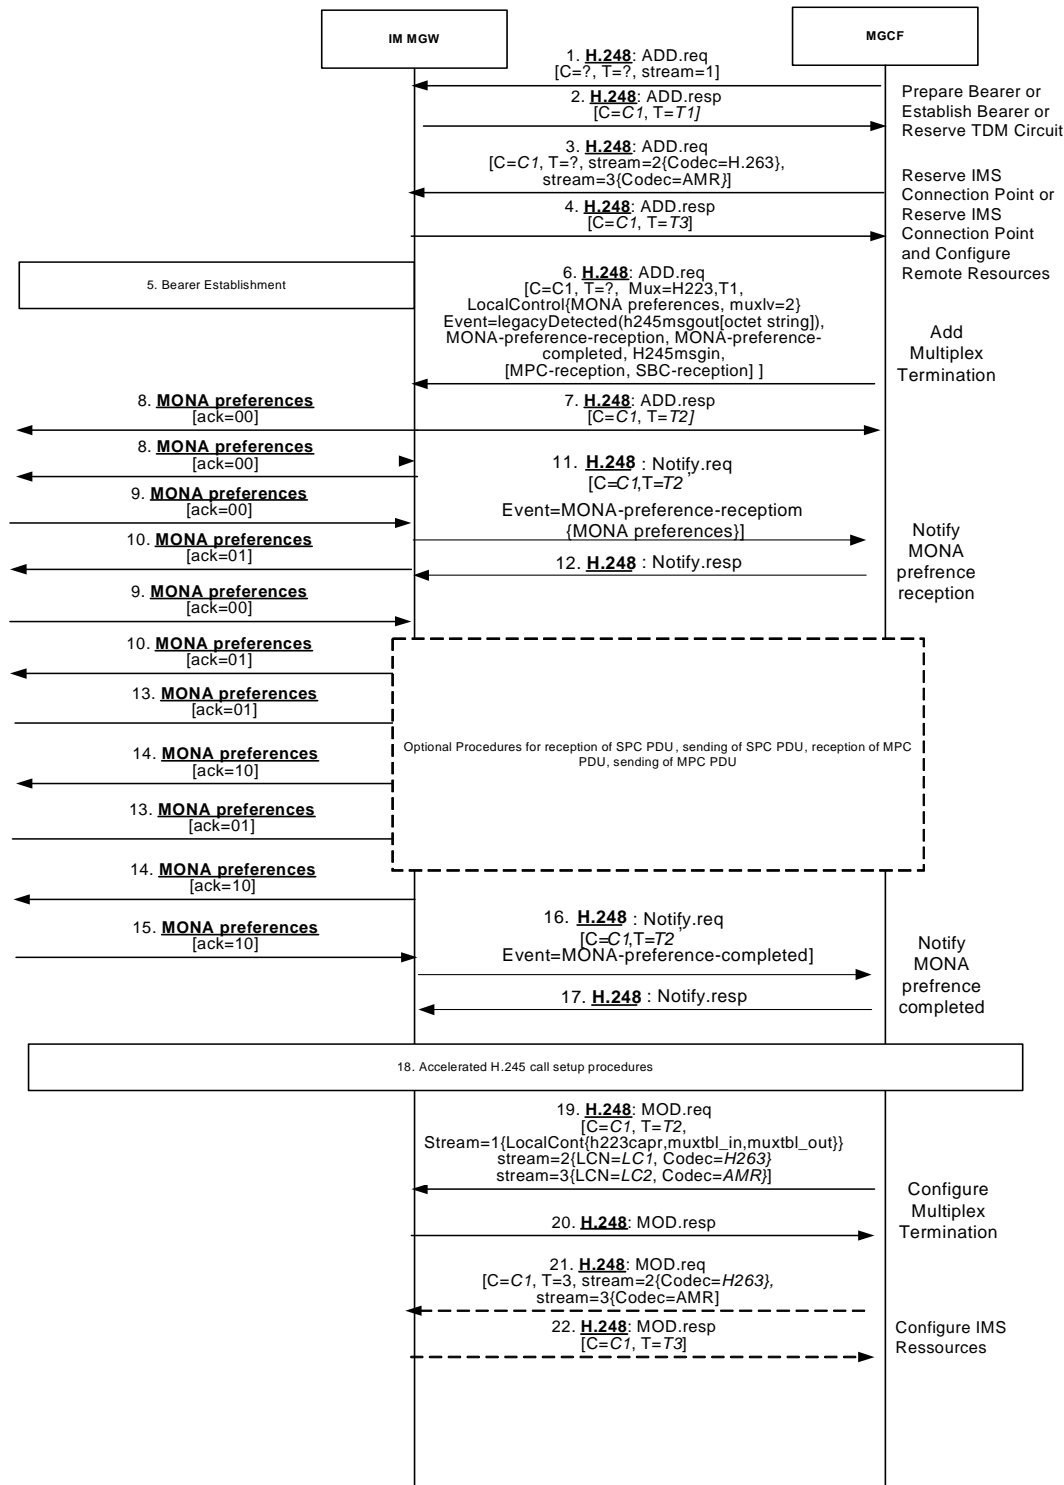 IM MGW
MGCF
1. H.248: ADD.req
[C=?, T=?, stream=1]
2. H.248: ADD.resp
[C=C1, T=T1]
Prepare Bearer or
Establish Bearer or
Reserve TDM Circuit
3. H.248: ADD.req
[C=C1, T=?, stream=2{Codec=H.263},
stream=3{Codec=AMR}]
4. H.248: ADD.resp
[C=C1, T=T3]
Reserve IMS
Connection Point or
Reserve IMS
Connection Point
and Configure
Remote Resources
5. Bearer Establishment
6. H.248: ADD.req
[C=C1, T=?, Mux=H223,T1,
LocalControl{MONA preferences, muxlv=2}
Event=legacyDetected(h245msgout[octet string]),
MONA-preference-reception, MONA-preference-
completed, H245msgin,
[MPC-reception, SBC-reception] ]
Add
Multiplex
Termination
8. MONA preferences
[ack=00]
7. H.248: ADD.resp
[C=C1, T=T2]
8. MONA preferences
[ack=00]
11. H.248 : Notify.req
[C=C1,T=T2,
Event=MONA-preference-receptiom
{MONA preferences}]
9. MONA preferences
[ack=00]
10. MONA preferences
[ack=01]
12. H.248 : Notify.resp
Notify
MONA
prefrence
reception
9. MONA preferences
[ack=00]
10. MONA preferences
[ack=01]
13. MONA preferences
[ack=01]
Optional Procedures for reception of SPC PDU, sending of SPC PDU, reception of MPC
PDU, sending of MPC PDU
14. MONA preferences
[ack=10]
13. MONA preferences
[ack=01]
14. MONA preferences
[ack=10]
15. MONA preferences
[ack=10]
16. H.248 : Notify.req
[C=C1,T=T2,
Event=MONA-preference-completed]
17. H.248 : Notify.resp
Notify
MONA
prefrence
completed
18. Accelerated H.245 call setup procedures
19. H.248: MOD.req
[C=C1, T=T2,
Stream=1{LocalCont{h223capr,muxtbl_in,muxtbl_out}}
stream=2{LCN=LC1, Codec=H263}
stream=3{LCN=LC2, Codec=AMR}]
Configure
Multiplex
Termination
20. H.248: MOD.resp
21. H.248: MOD.req
[C=C1, T=3, stream=2{Codec=H263},
stream=3{Codec=AMR]
22. H.248: MOD.resp
[C=C1, T=T3]
Configure IMS
Ressources